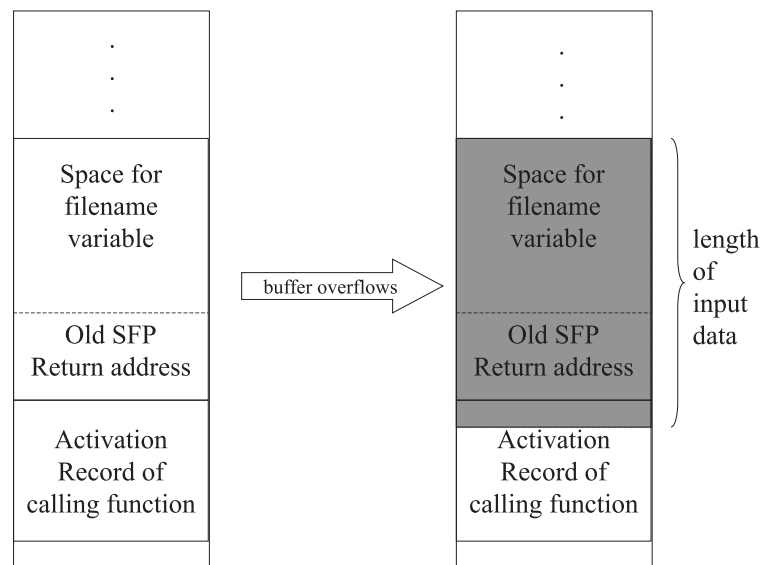 .
.
.
Space for
filename
variable
Old SFP
Return address
Activation
Record of
calling function
buffer overflows
.
.
.
Space for
filename
variable
Old SFP
Return address
Activation
Record of
calling function
length
of
input
data